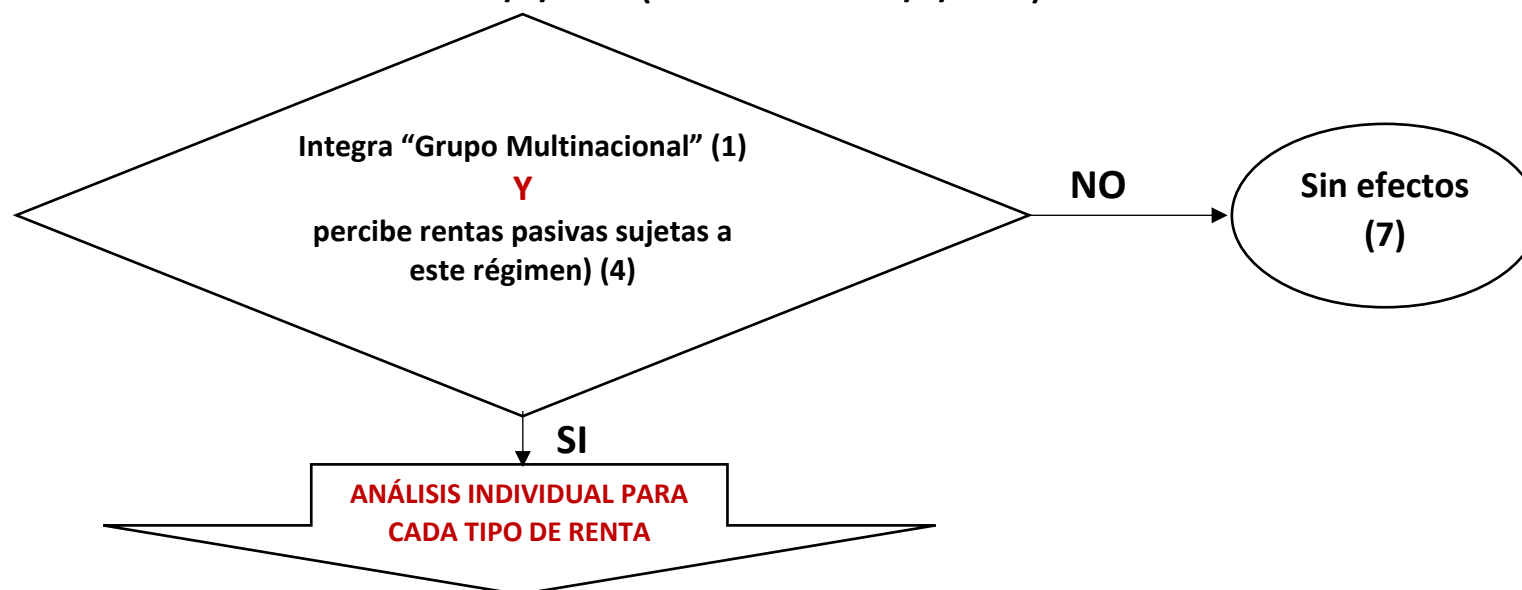 Integra “Grupo Multinacional” (1)
Y
percibe rentas pasivas sujetas a
este régimen) (4)
NO
Sin efectos
(7)
SI
ANÁLISIS INDIVIDUAL PARA
CADA TIPO DE RENTA